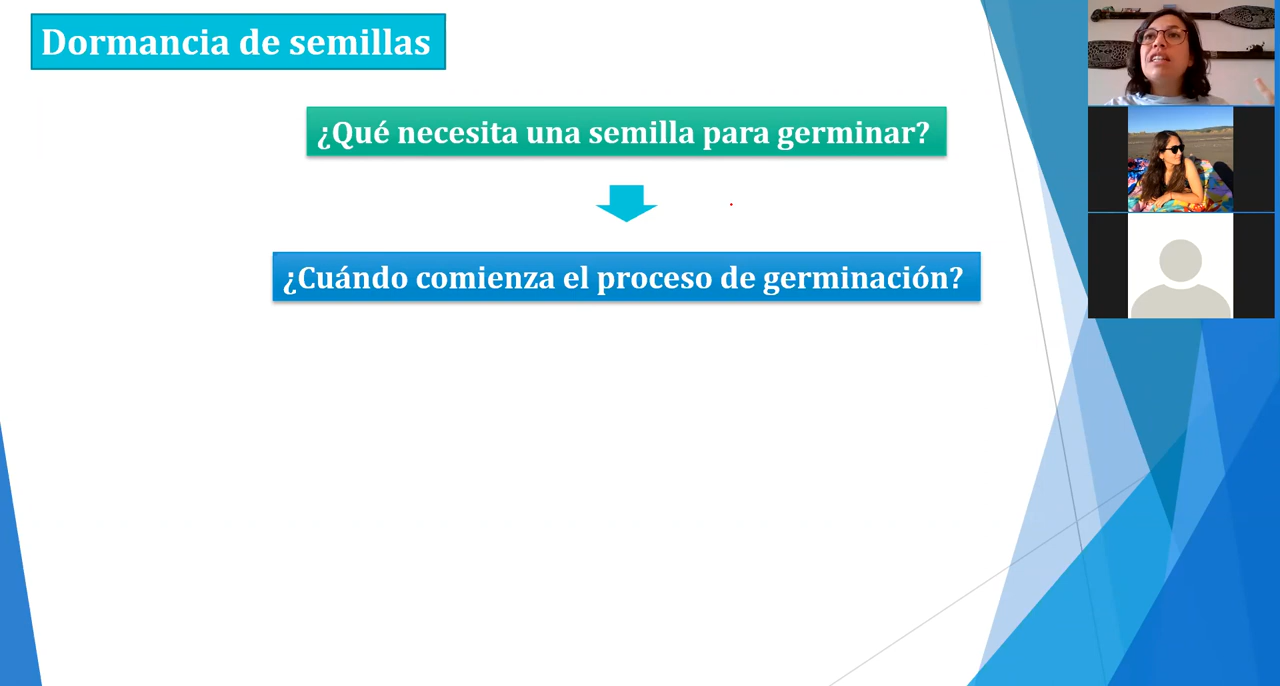 Dormancia de semillas
¿Qué necesita una semilla para germinar?
¿Cuándo comienza el proceso de germinación?